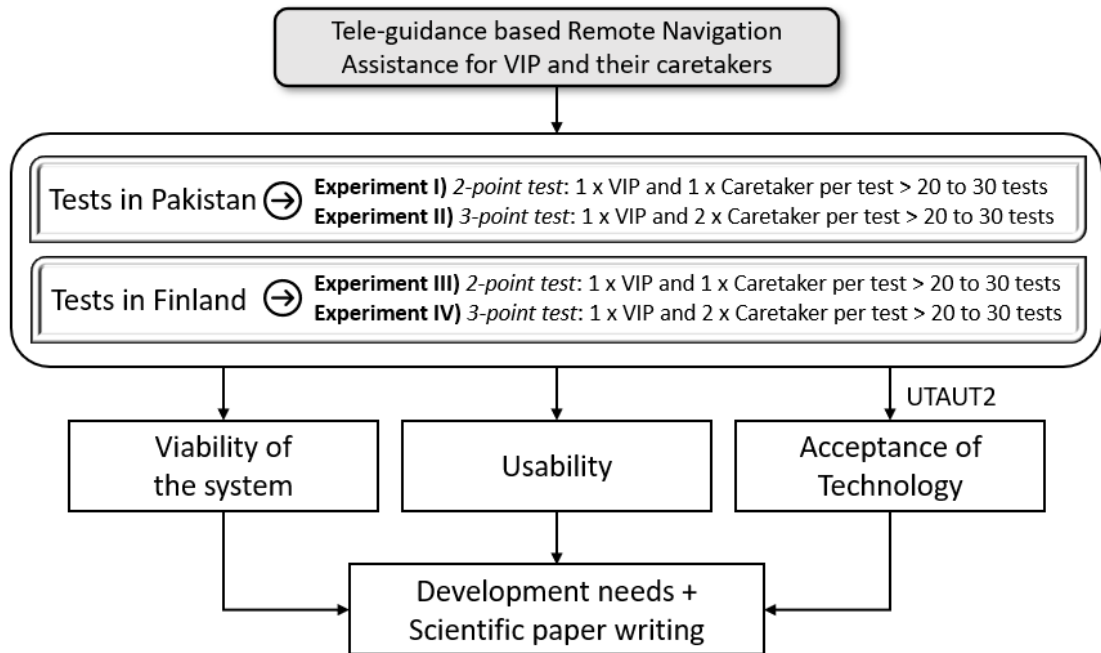 Tele-guidance based Remote Navigation
Assistance for VIP and their caretakers
Tests in Pakistan
Experiment I) 2-point test: 1 x VIP and 1 x Caretaker per test > 20 to 30 tests
Experiment II) 3-point test: 1 x VIP and 2 x Caretaker per test > 20 to 30 tests
Tests in Finland
Experiment III) 2-point test: 1 x VIP and 1 x Caretaker per test > 20 to 30 tests
Experiment IV) 3-point test: 1 x VIP and 2 x Caretaker per test > 20 to 30 tests
UTAUT2
Viability of
the system
Usability
Acceptance of
Technology
Development needs +
Scientific paper writing